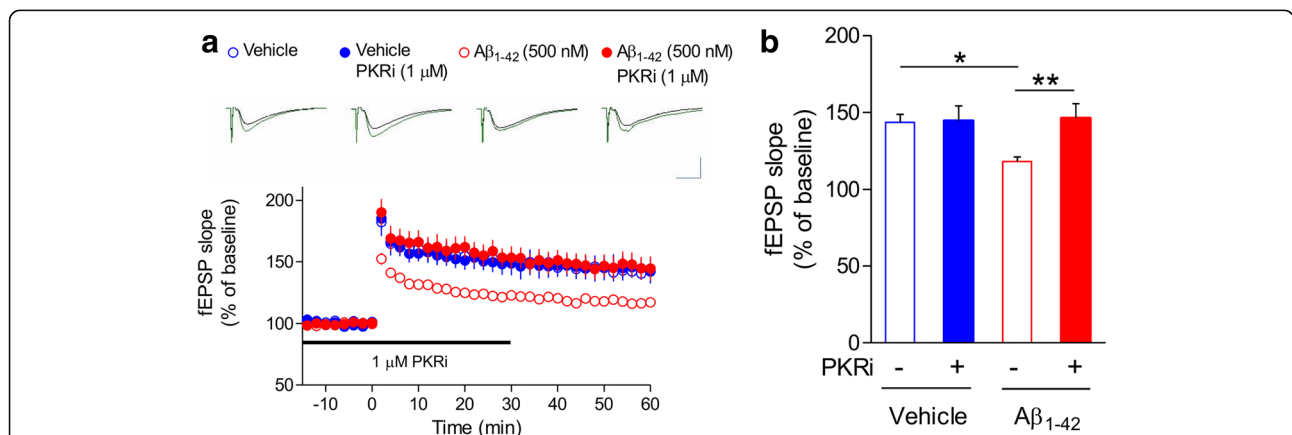 a
Vehicle
Vehicle
PKRi (1 μM)
Aβ1-42 (500 nM)
Aβ1-42 (500 nM)
PKRi (1 μM)
fEPSP slope
(% of baseline)
200
150
100
50
1 μM PKRi
-10 0 10 20 30 40 50 60
Time (min)
b
fEPSP slope
(% of baseline)
200
150
100
50
0
*
**
PKRi - + - +
Vehicle Aβ1-42